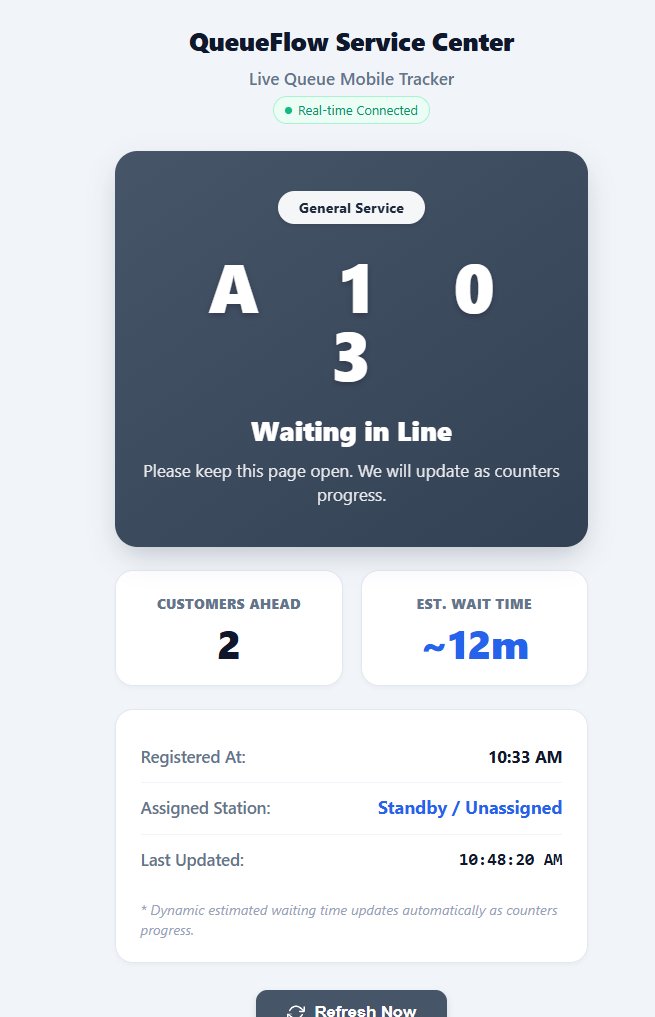 QueueFlow Service Center
Live Queue Mobile Tracker
Real-time Connected
General Service
A 1 0
3
Waiting in Line
Please keep this page open. We will update as counters
progress.
CUSTOMERS AHEAD
2
EST. WAIT TIME
~12m
Registered At: 10:33 AM
Assigned Station: Standby / Unassigned
Last Updated: 10:48:20 AM
* Dynamic estimated waiting time updates automatically as counters
progress.
Refresh Now